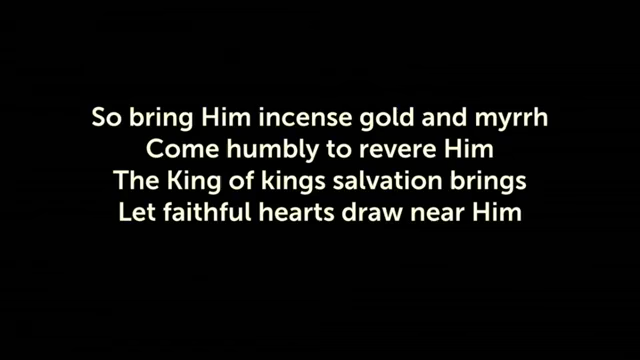 So bring Him incense gold and myrrh
Come humbly to revere Him
The King of kings salvation brings
Let faithful hearts draw near Him